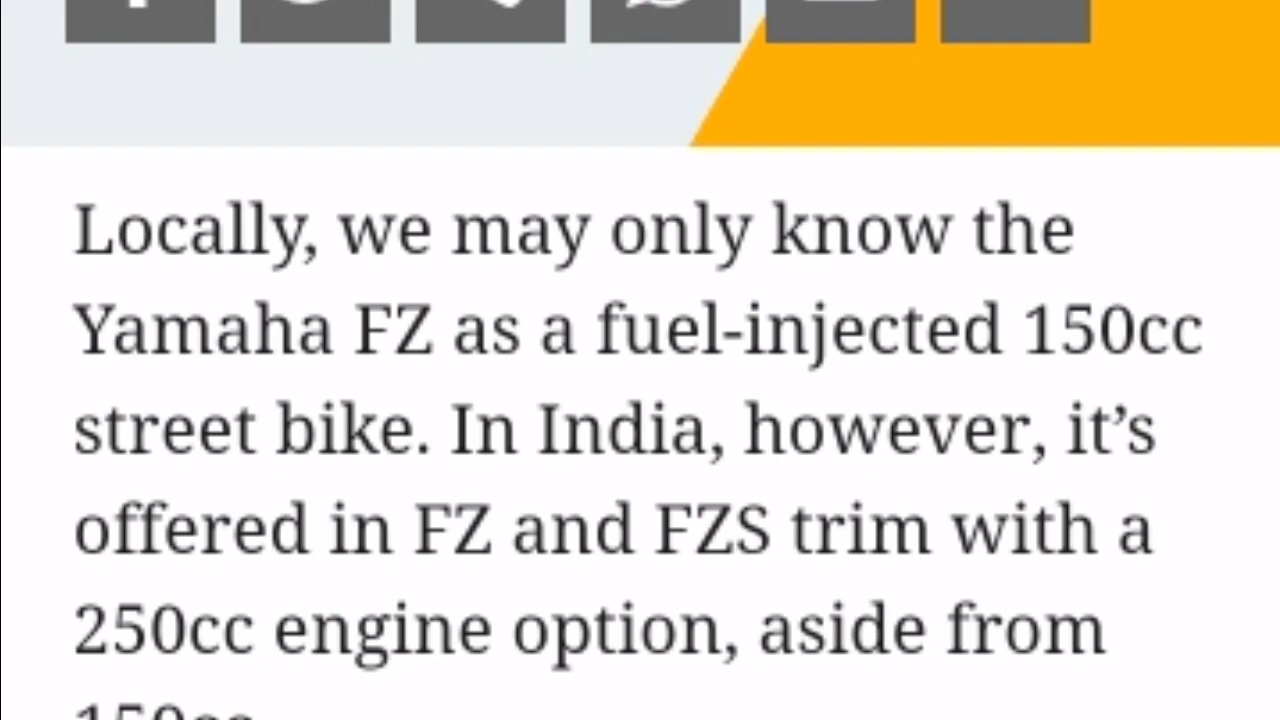 Locally, we may only know the
Yamaha FZ as a fuel-injected 150cc
street bike. In India, however, it’s
offered in FZ and FZS trim with a
250cc engine option, aside from